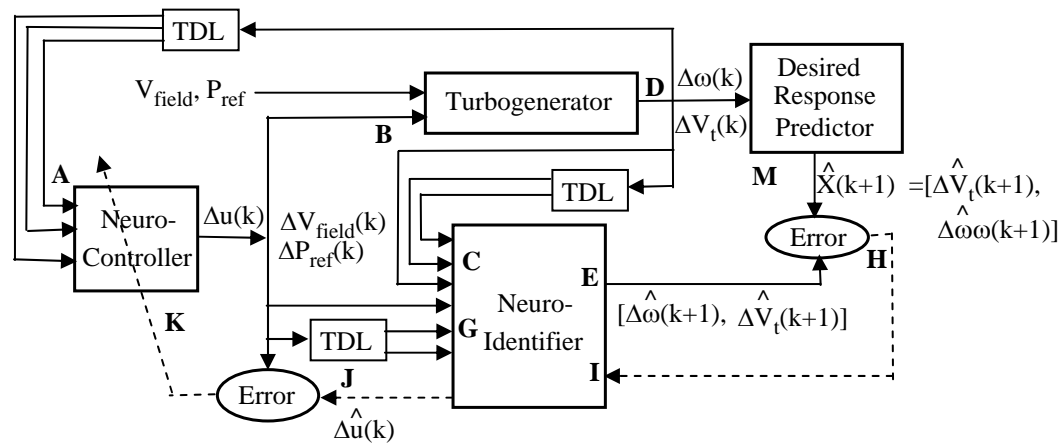 TDL
V_field, P_ref
B
Turbogenerator
D
Δω(k)
ΔV_t(k)
Desired
Response
Predictor
A
TDL
M
X̂(k+1) =[ΔV̂_t(k+1),
Δω̂ω(k+1)]
Neuro-
Controller
Δu(k)
ΔV_field(k)
ΔP_ref(k)
C
E
Error
H
Neuro-
Identifier
[Δω̂(k+1), ΔV̂_t(k+1)]
K
TDL
G
I
J
Error
Δû(k)